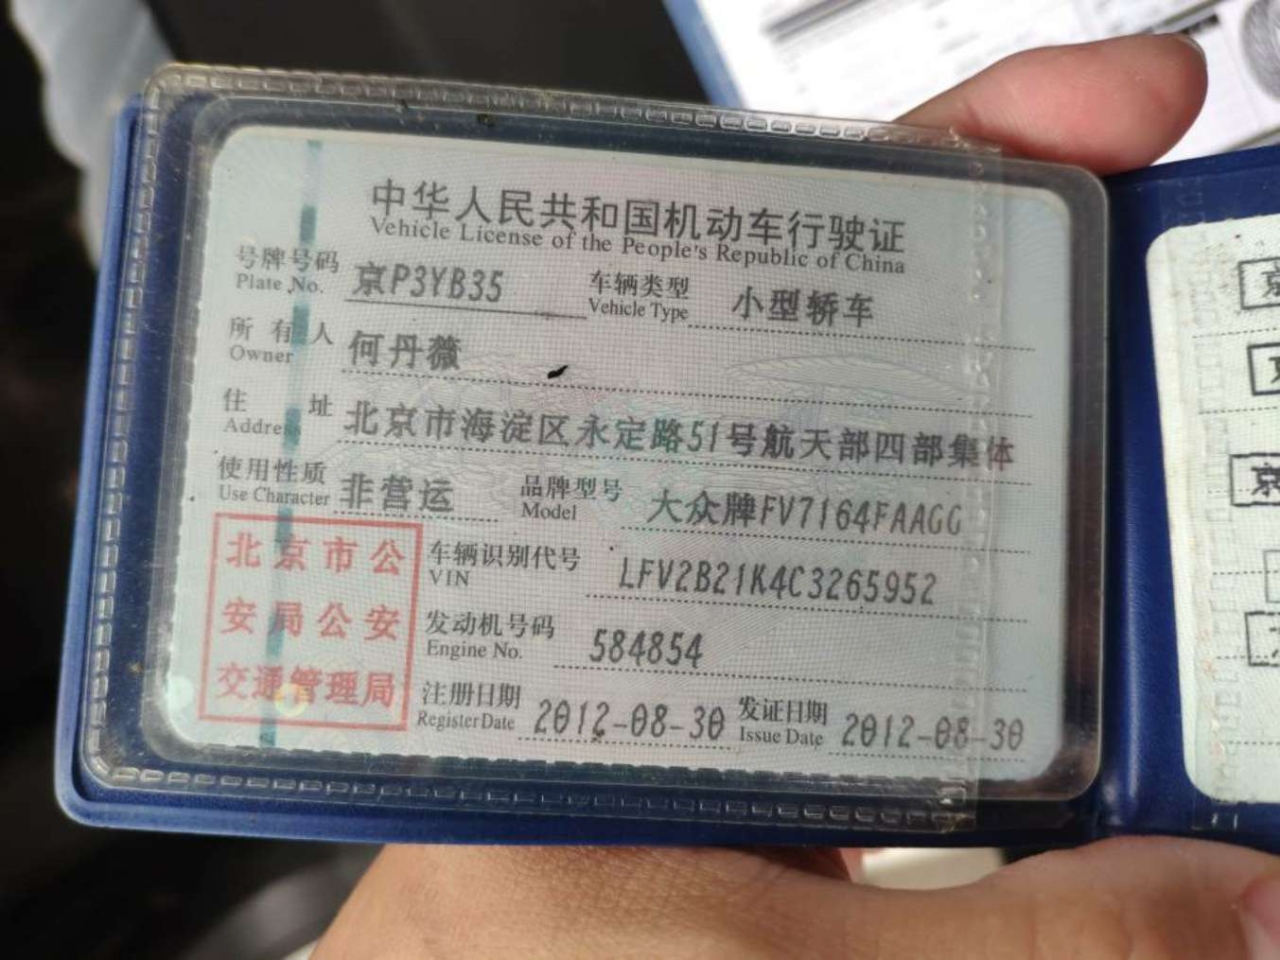 中华人民共和国机动车行驶证
Vehicle License of the People's Republic of China
号牌号码 京P3YB35 车辆类型 小型轿车
Plate No. Vehicle Type
所有人 何丹薇
Owner
住址 北京市海淀区永定路51号航天部四部集体
Address
使用性质 非营运 品牌型号 大众牌FV7164FAAGG
Use Character Model
北京市公
安局公安
交通管理局
车辆识别代号 LFV2B21K4C3265952
VIN
发动机号码 584854
Engine No.
注册日期 2012-08-30 发证日期 2012-08-30
Register Date Issue Date
京
京